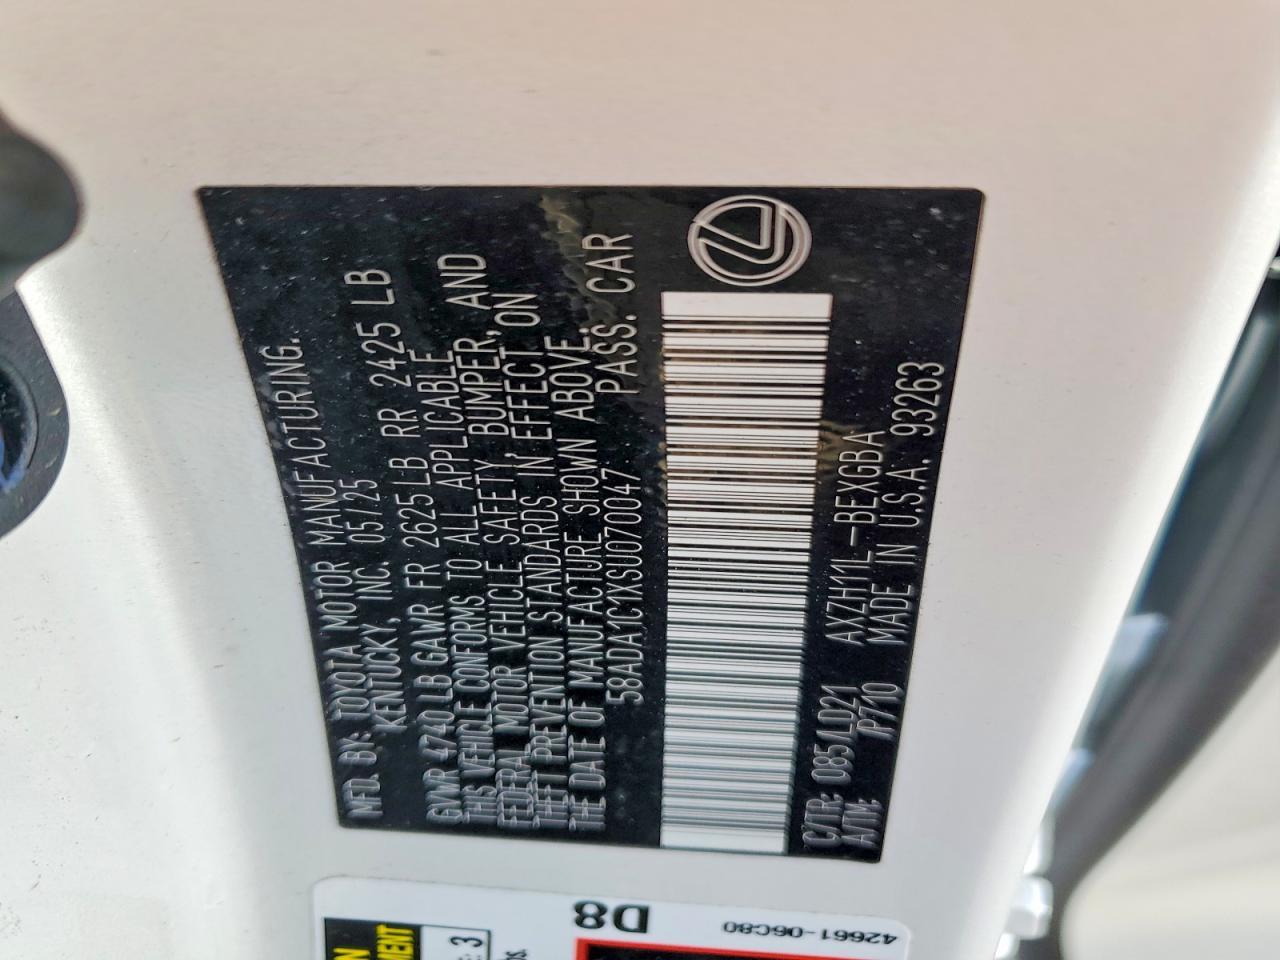 MFD. BY: TOYOTA MOTOR MANUFACTURING.
KENTUCKY, INC. 05/25
GVWR 4740 LB GAWR FR 2625 LB RR 2425 LB
THIS VEHICLE CONFORMS TO ALL APPLICABLE
FEDERAL MOTOR VEHICLE SAFETY, BUMPER, AND
THEFT PREVENTION STANDARDS IN EFFECT ON
THE DATE OF MANUFACTURE SHOWN ABOVE.
58ADA1C1XSU070047 PASS. CAR
C/TR: 085/LD21 AXZH11L-BEXGBA
A/TM: P710 MADE IN U.S.A. 93263
42661-06C80
D8
3